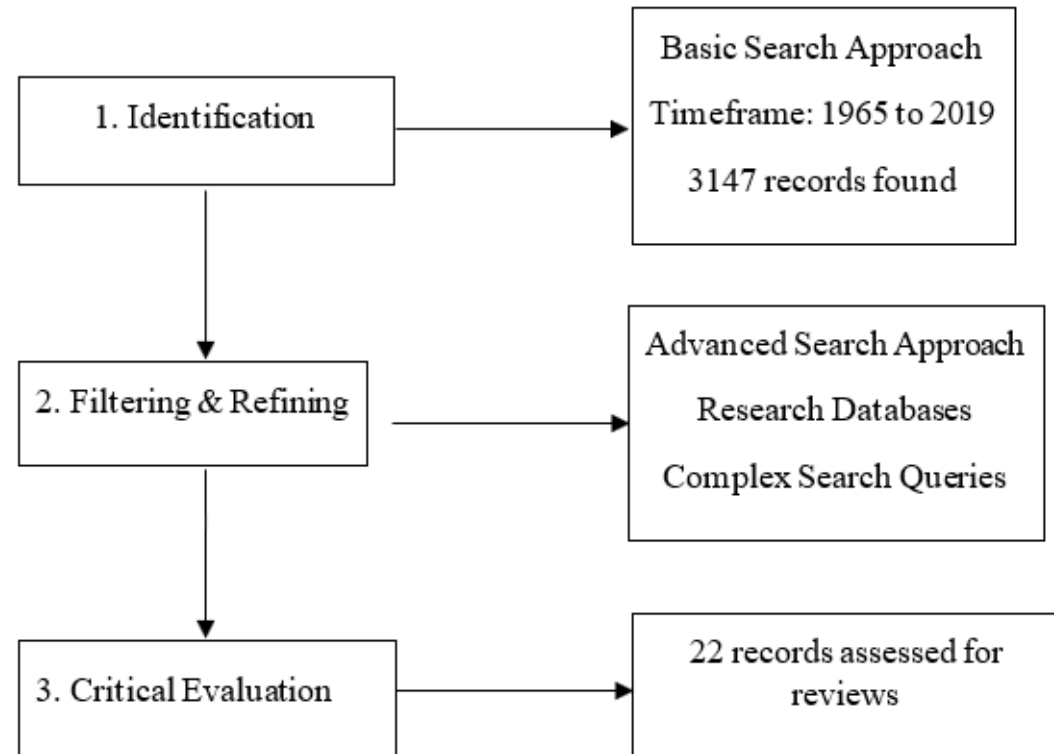 1. Identification
Basic Search Approach
Timeframe: 1965 to 2019
3147 records found
2. Filtering & Refining
Advanced Search Approach
Research Databases
Complex Search Queries
3. Critical Evaluation
22 records assessed for
reviews